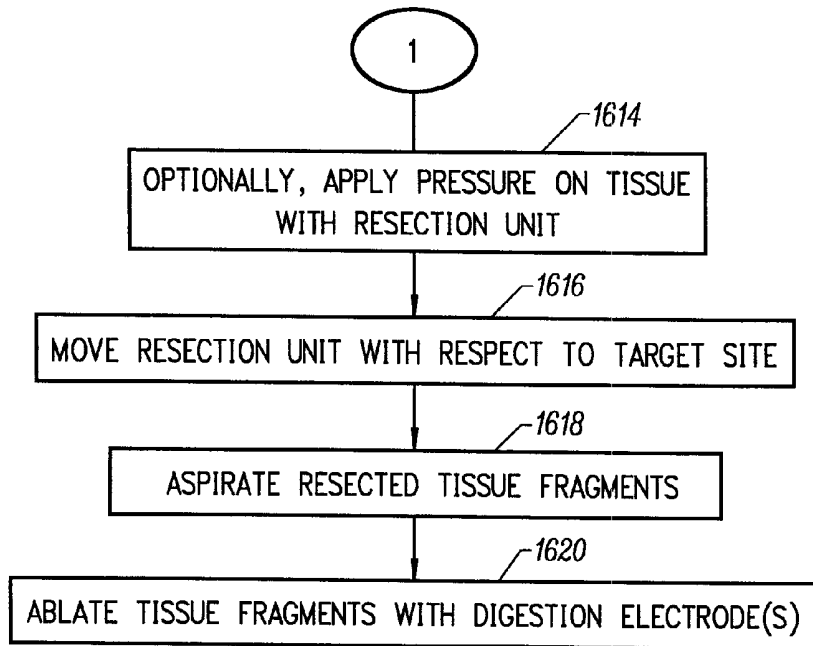 1
1614
OPTIONALLY, APPLY PRESSURE ON TISSUE
WITH RESECTION UNIT
1616
MOVE RESECTION UNIT WITH RESPECT TO TARGET SITE
1618
ASPIRATE RESECTED TISSUE FRAGMENTS
1620
ABLATE TISSUE FRAGMENTS WITH DIGESTION ELECTRODE(S)